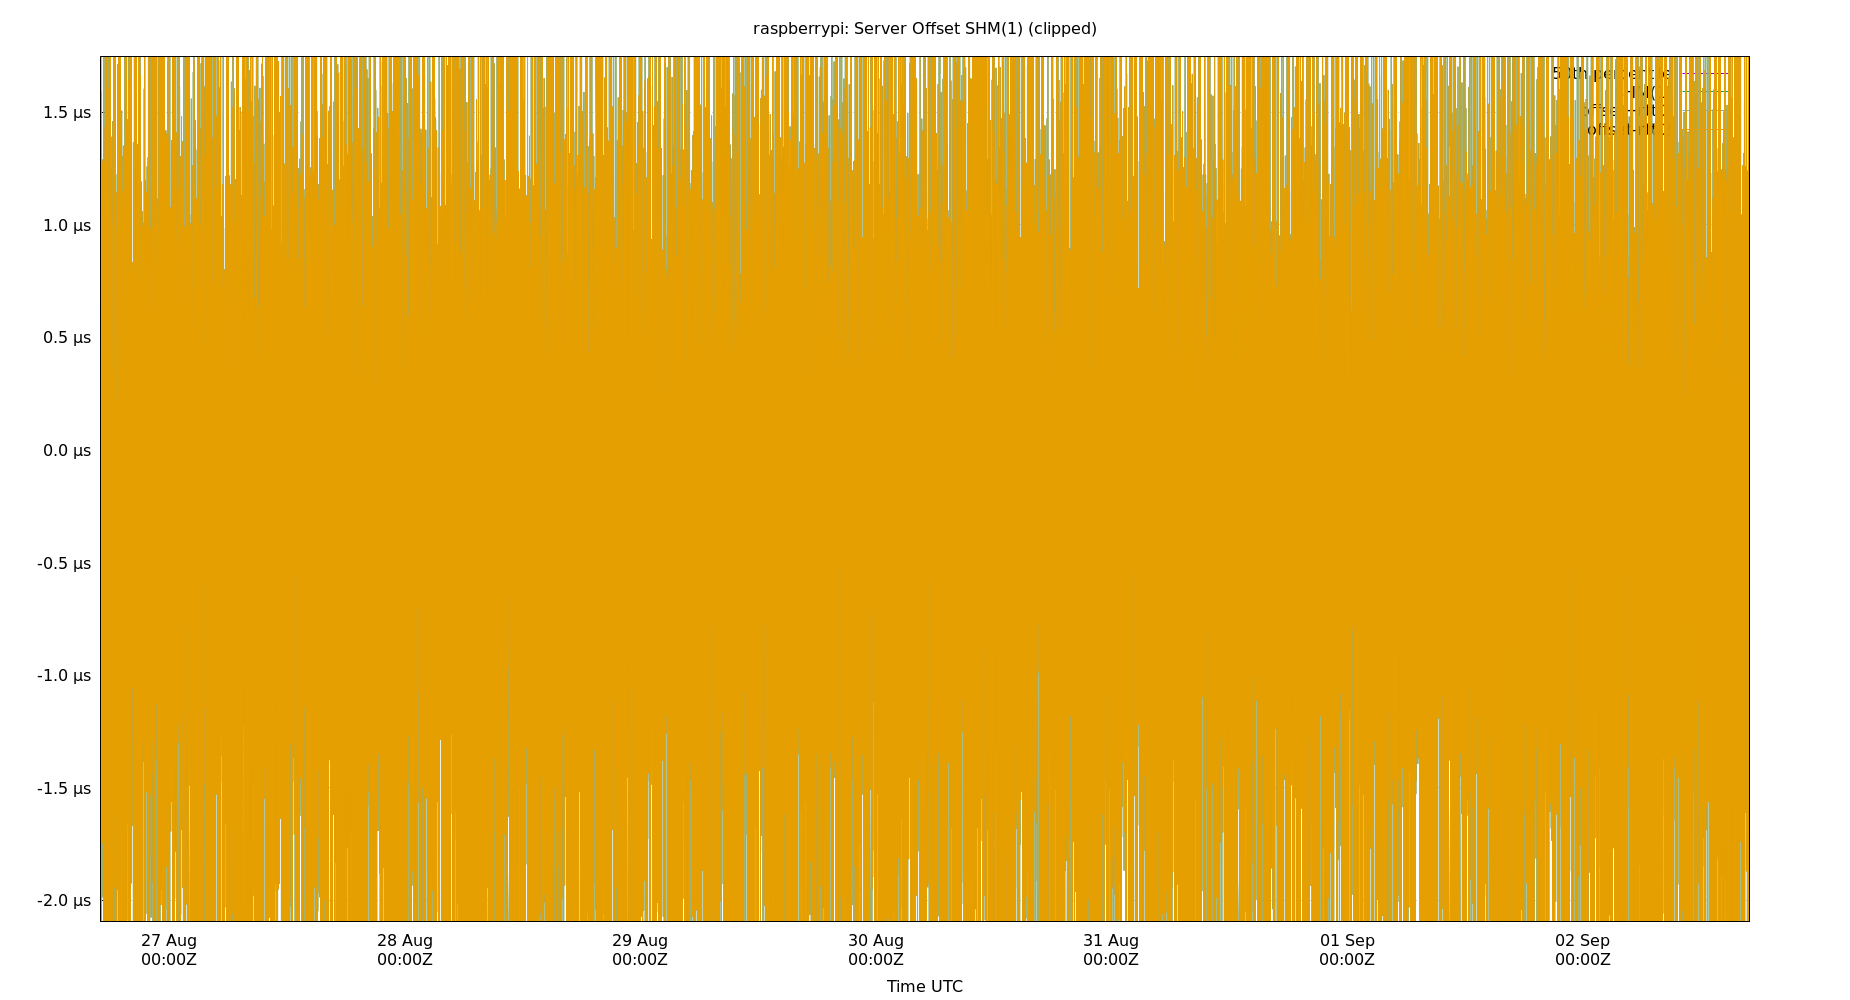 raspberrypi: Server Offset SHM(1) (clipped)
1.5 µs
1.0 µs
0.5 µs
0.0 µs
-0.5 µs
-1.0 µs
-1.5 µs
-2.0 µs
27 Aug 28 Aug 29 Aug 30 Aug 31 Aug 01 Sep 02 Sep
00:00Z 00:00Z 00:00Z 00:00Z 00:00Z 00:00Z 00:00Z
Time UTC